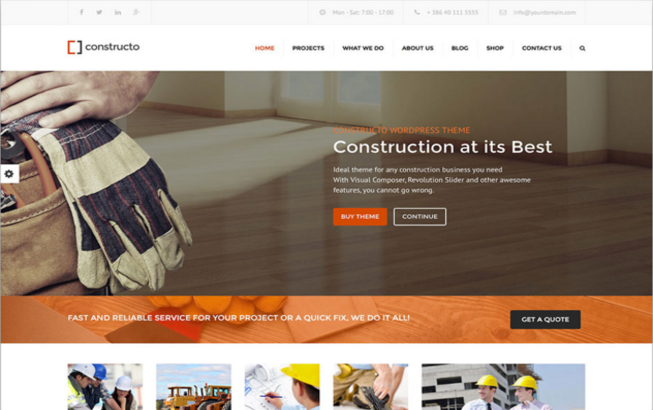 Mon - Sat: 7:00 - 17:00
+ 386 40 111 5555
info@yourdomain.com
constructo
HOME PROJECTS WHAT WE DO ABOUT US BLOG SHOP CONTACT US
CONSTRUCTO WORDPRESS THEME
Construction at its Best
Ideal theme for any construction business you need
With Visual Composer, Revolution Slider and other awesome
features, you cannot go wrong.
BUY THEME CONTINUE
FAST AND RELIABLE SERVICE FOR YOUR PROJECT OR A QUICK FIX, WE DO IT ALL!
GET A QUOTE